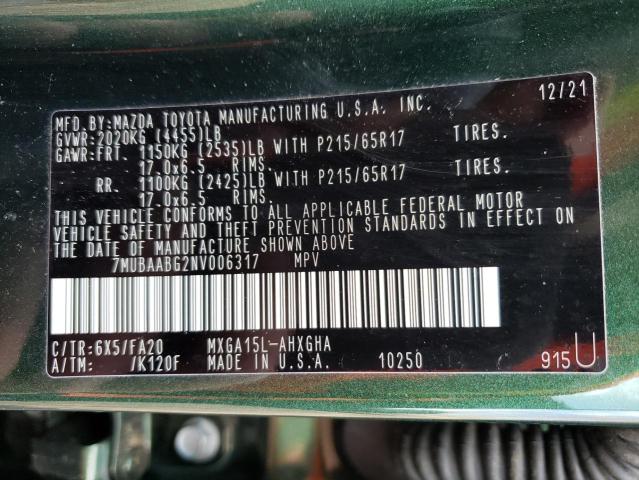 MFD.BY:MAZDA TOYOTA MANUFACTURING U.S.A. INC. 12/21
GVWR:2020KG (4455)LB
GAWR:FRT. 1150KG (2535)LB WITH P215/65R17 TIRES.
17.0x6.5 RIMS.
RR. 1100KG (2425)LB WITH P215/65R17 TIRES.
17.0x6.5 RIMS.
THIS VEHICLE CONFORMS TO ALL APPLICABLE FEDERAL MOTOR
VEHICLE SAFETY AND THEFT PREVENTION STANDARDS IN EFFECT ON
THE DATE OF MANUFACTURE SHOWN ABOVE.
7MUBAABG2NV006317 MPV
C/TR:6X5/FA20 MXGA15L-AHXGHA
A/TM: /K120F MADE IN U.S.A. 10250 915U